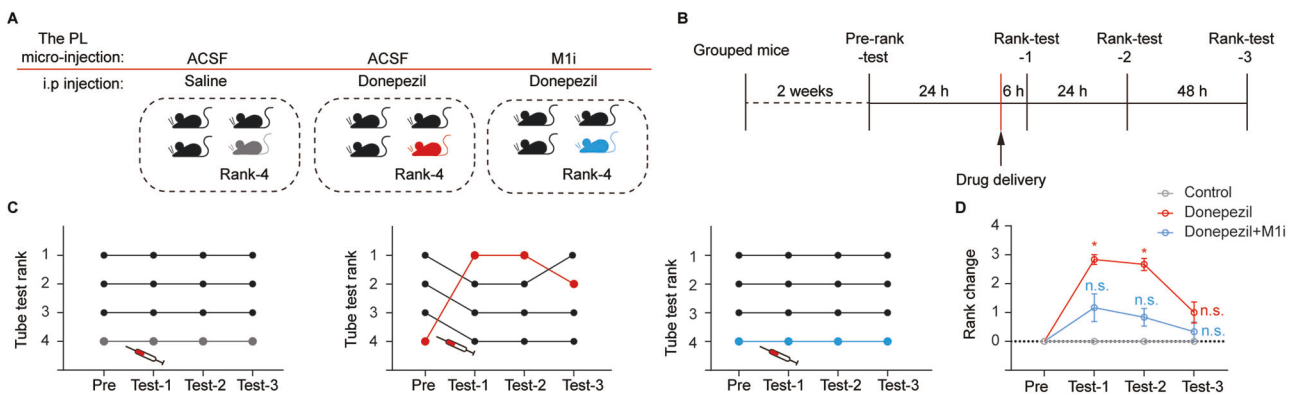 A
The PL
micro-injection: ACSF ACSF M1i
i.p injection: Saline Donepezil Donepezil
Rank-4 Rank-4 Rank-4
B
Grouped mice
Pre-rank
-test
Rank-test
-1
Rank-test
-2
Rank-test
-3
2 weeks 24 h 6 h 24 h 48 h
Drug delivery
C
Tube test rank
1
2
3
4
Pre Test-1 Test-2 Test-3
Tube test rank
1
2
3
4
Pre Test-1 Test-2 Test-3
Tube test rank
1
2
3
4
Pre Test-1 Test-2 Test-3
D
Control
Donepezil
Donepezil+M1i
Rank change
4
3
2
1
0
* *
n.s. n.s. n.s.
n.s.
Pre Test-1 Test-2 Test-3